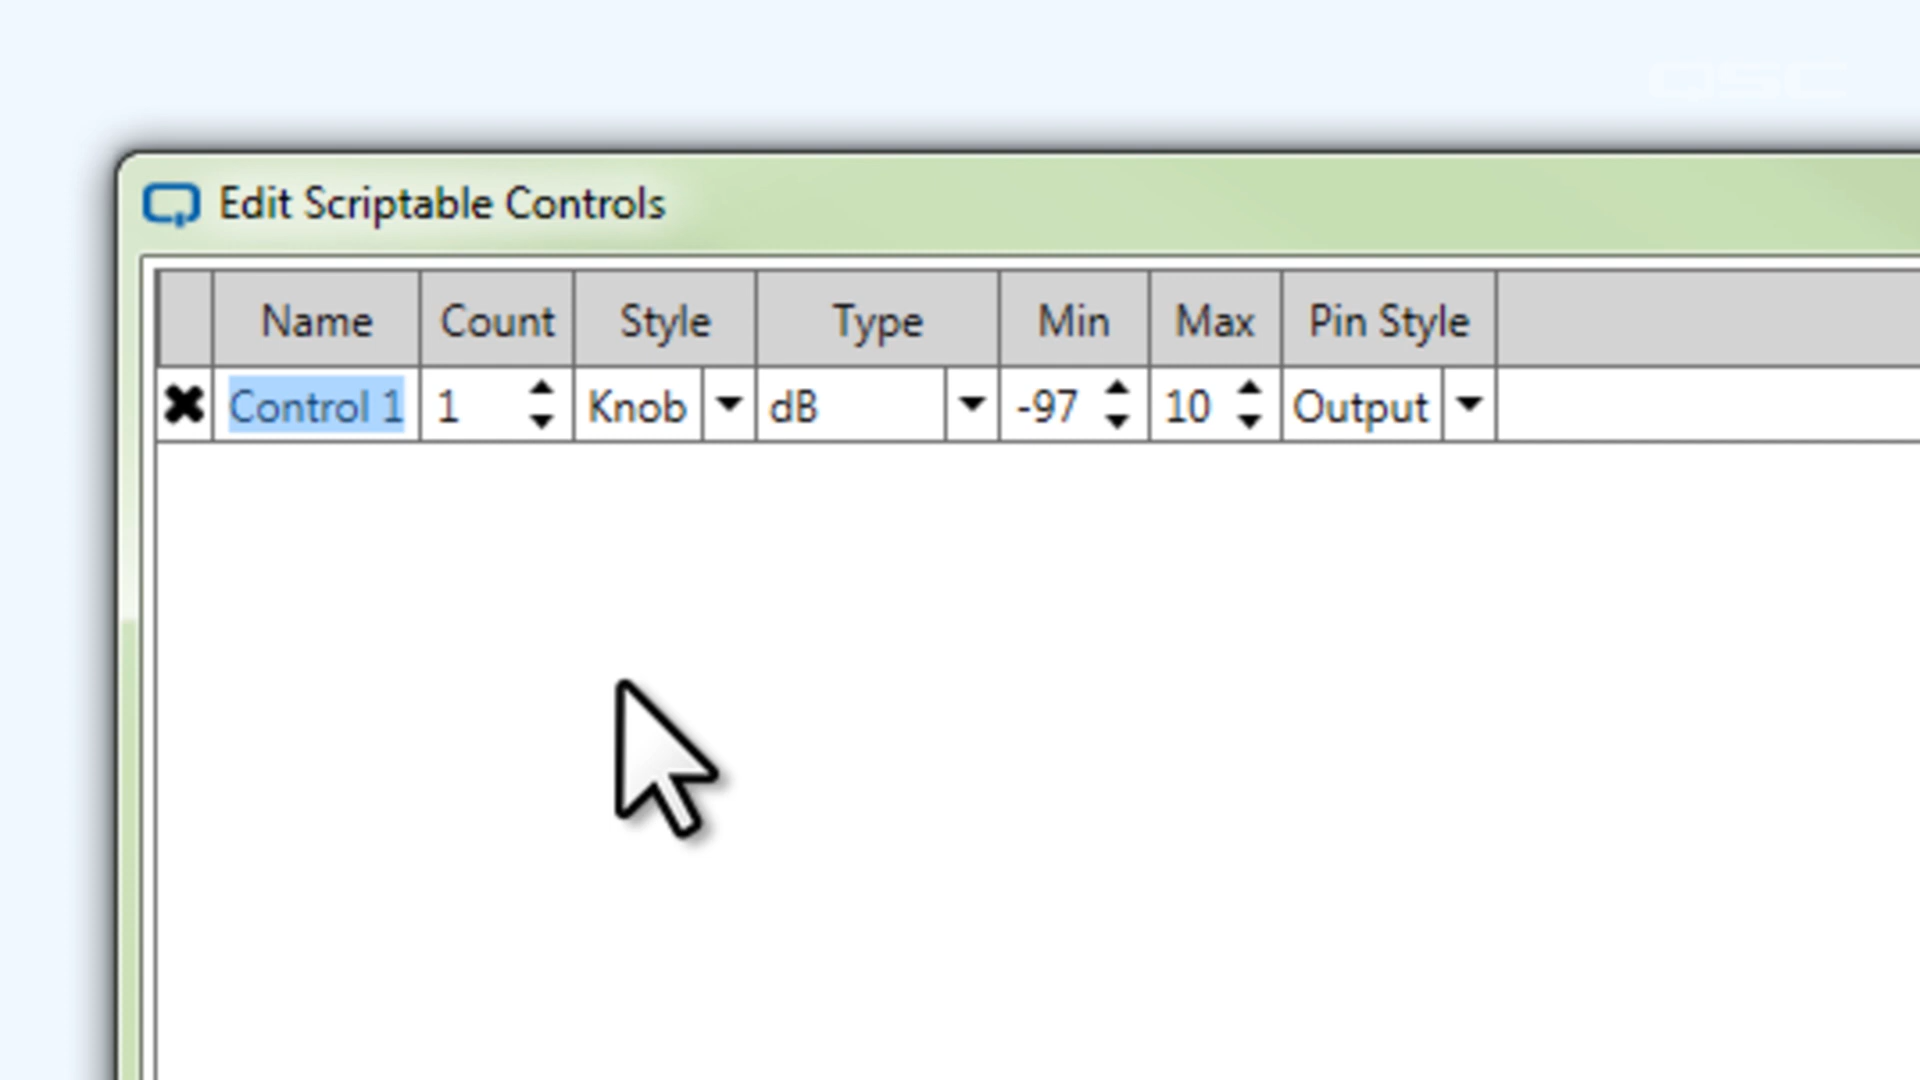 QSC
Edit Scriptable Controls
Name Count Style Type Min Max Pin Style
Control 1 1 Knob dB -97 10 Output